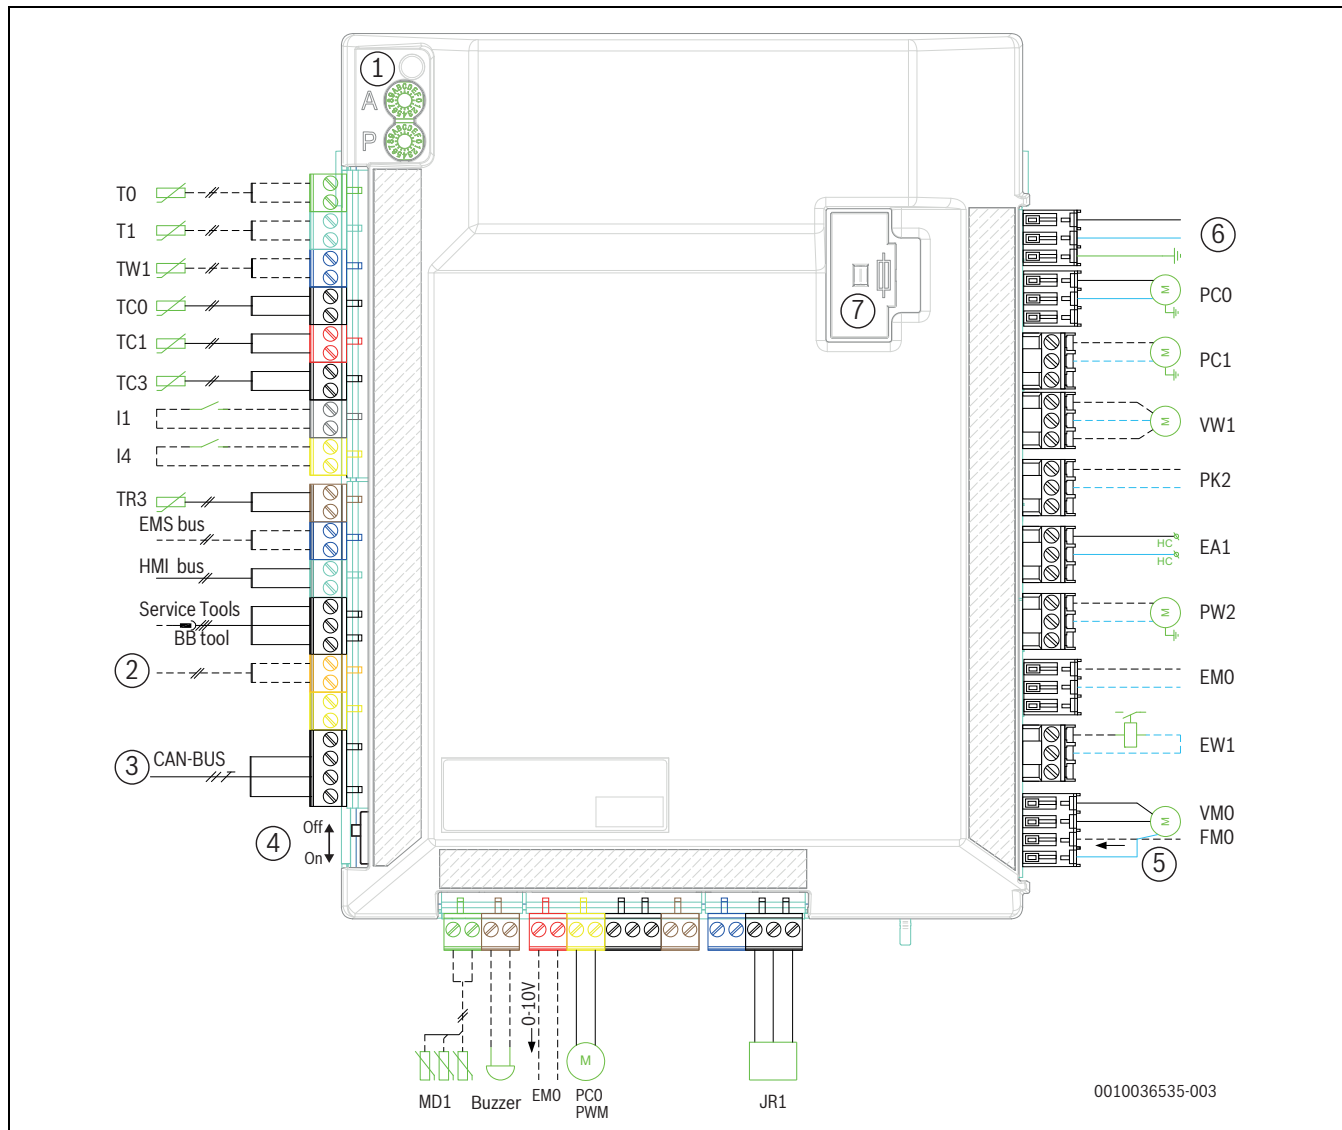 1
A
P
T0
T1
TW1
TC0
TC1
TC3
I1
I4
TR3
EMS bus
HMI bus
Service Tools
BB tool
2
3 CAN-BUS
4 Off
On
7
6
PC0
M
PC1
M
VW1
M
PK2
EA1
HC
HC
PW2
M
EM0
EW1
VM0
M
FM0
5
0-10V
MD1
Buzzer
EM0
M
PC0
PWM
JR1
0010036535-003